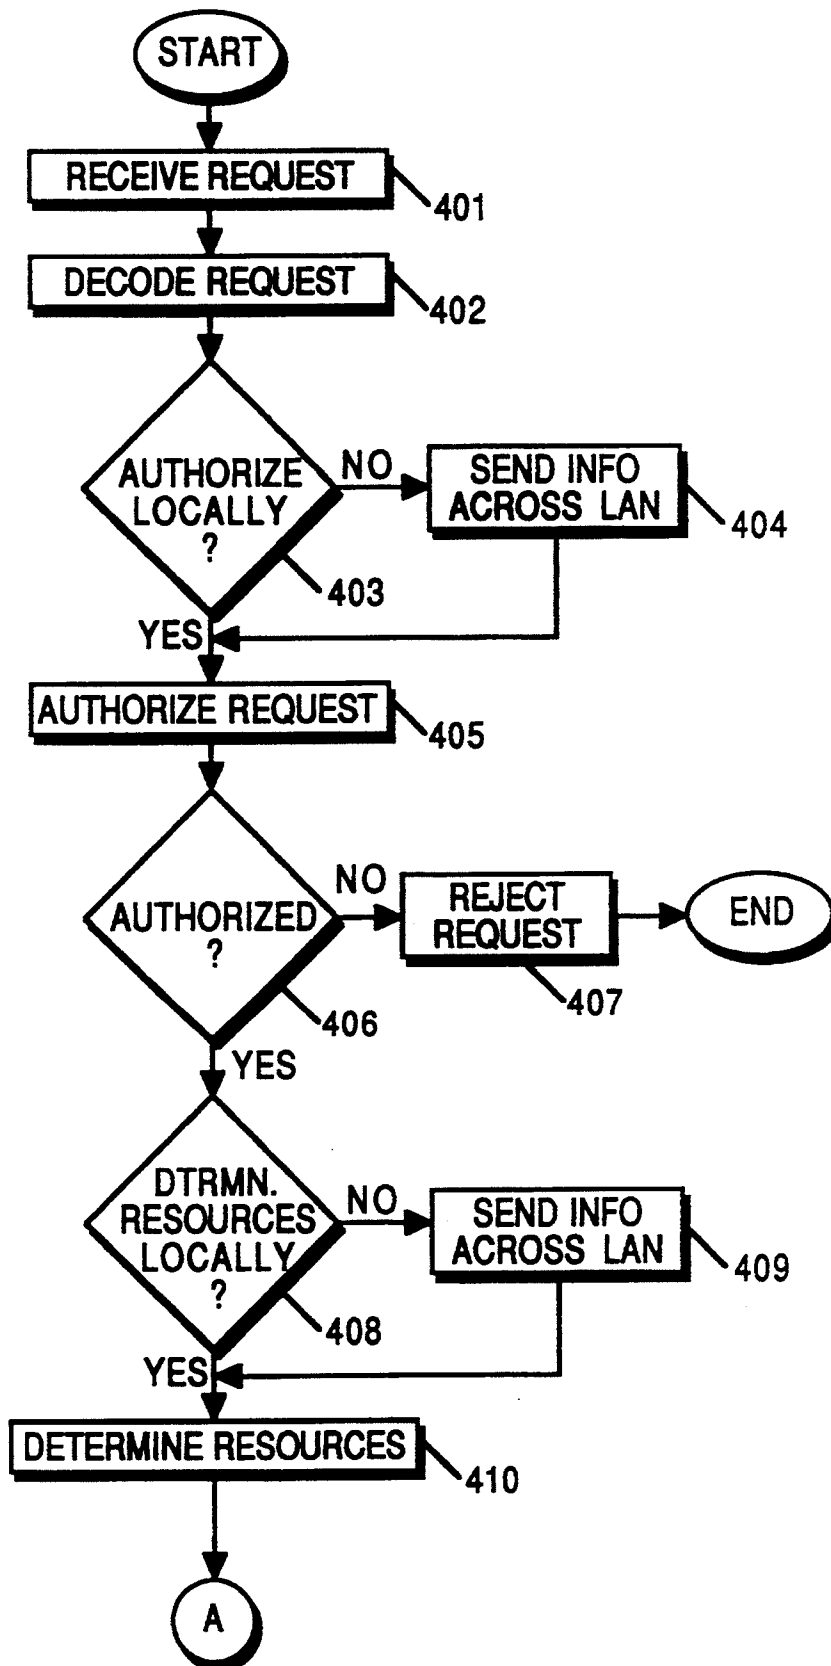 START
RECEIVE REQUEST
401
DECODE REQUEST
402
AUTHORIZE
LOCALLY
?
403
NO
SEND INFO
ACROSS LAN
404
YES
AUTHORIZE REQUEST
405
AUTHORIZED
?
406
NO
REJECT
REQUEST
407
END
YES
DTRMN.
RESOURCES
LOCALLY
?
408
NO
SEND INFO
ACROSS LAN
409
YES
DETERMINE RESOURCES
410
A